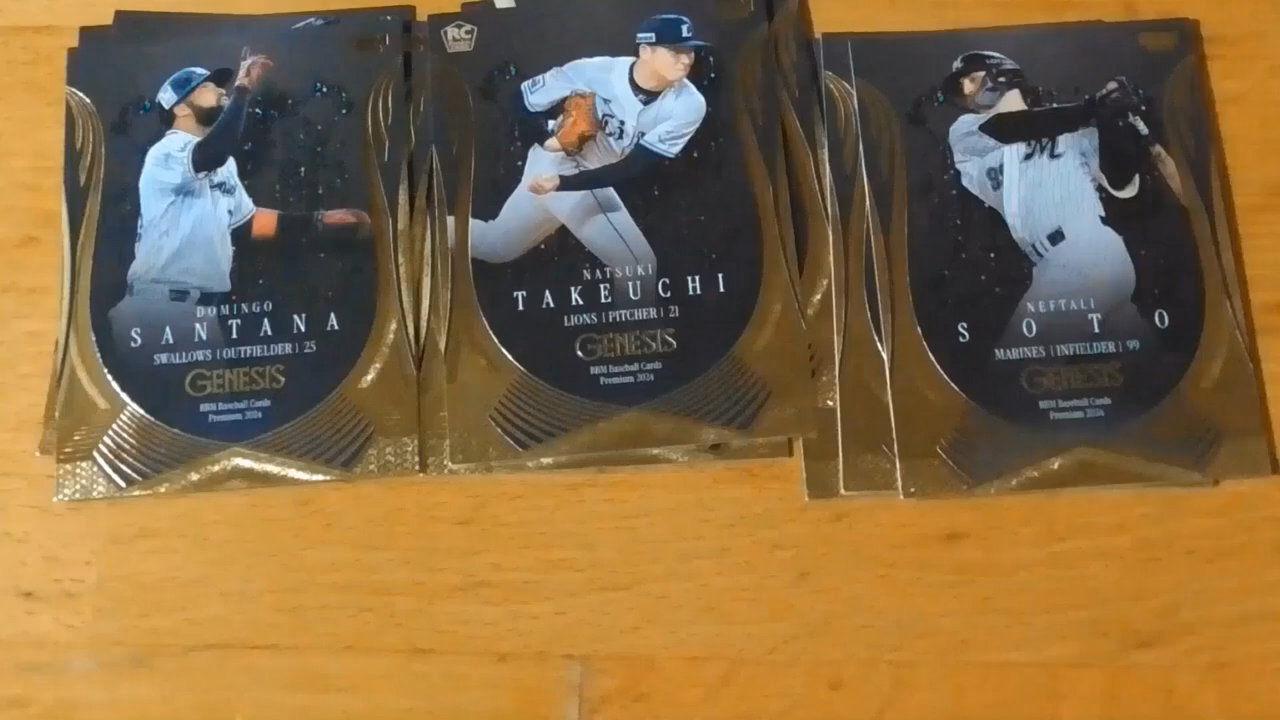 DOMINGO
SANTANA
SWALLOWS | OUTFIELDER | 25
GENESIS
BBM Baseball Cards
Premium 2024
RC
L
NATSUKI
TAKEUCHI
LIONS | PITCHER | 21
GENESIS
BBM Baseball Cards
Premium 2024
M
99
NEFTALI
SOTO
MARINES | INFIELDER | 99
GENESIS
BBM Baseball Cards
Premium 2024